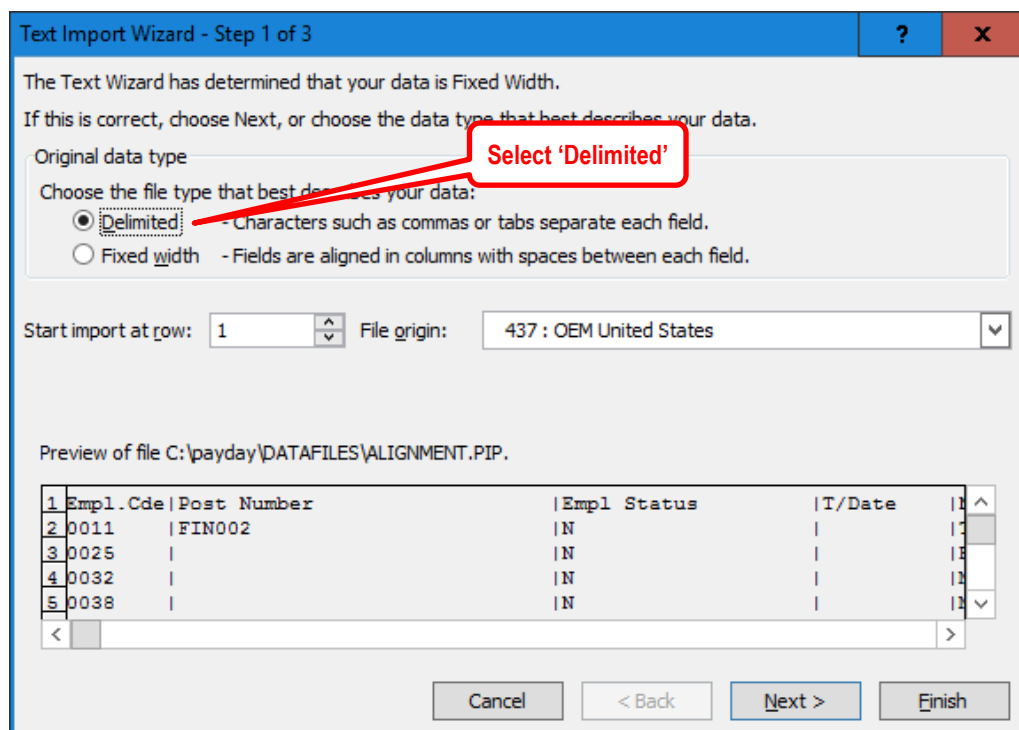 Text Import Wizard - Step 1 of 3 ? x
The Text Wizard has determined that your data is Fixed Width.
If this is correct, choose Next, or choose the data type that best describes your data.
Select ‘Delimited’
Original data type
Choose the file type that best describes your data:
Delimited - Characters such as commas or tabs separate each field.
Fixed width - Fields are aligned in columns with spaces between each field.
Start import at row: 1 File origin: 437 : OEM United States
Preview of file C:\payday\DATAFILES\ALIGNMENT.PIP.
1 Empl.Cde|Post Number |Empl Status |T/Date |
2 0011 |FIN002 |N | |
3 0025 | |N | |
4 0032 | |N | |
5 0038 | |N | |
Cancel < Back Next > Finish